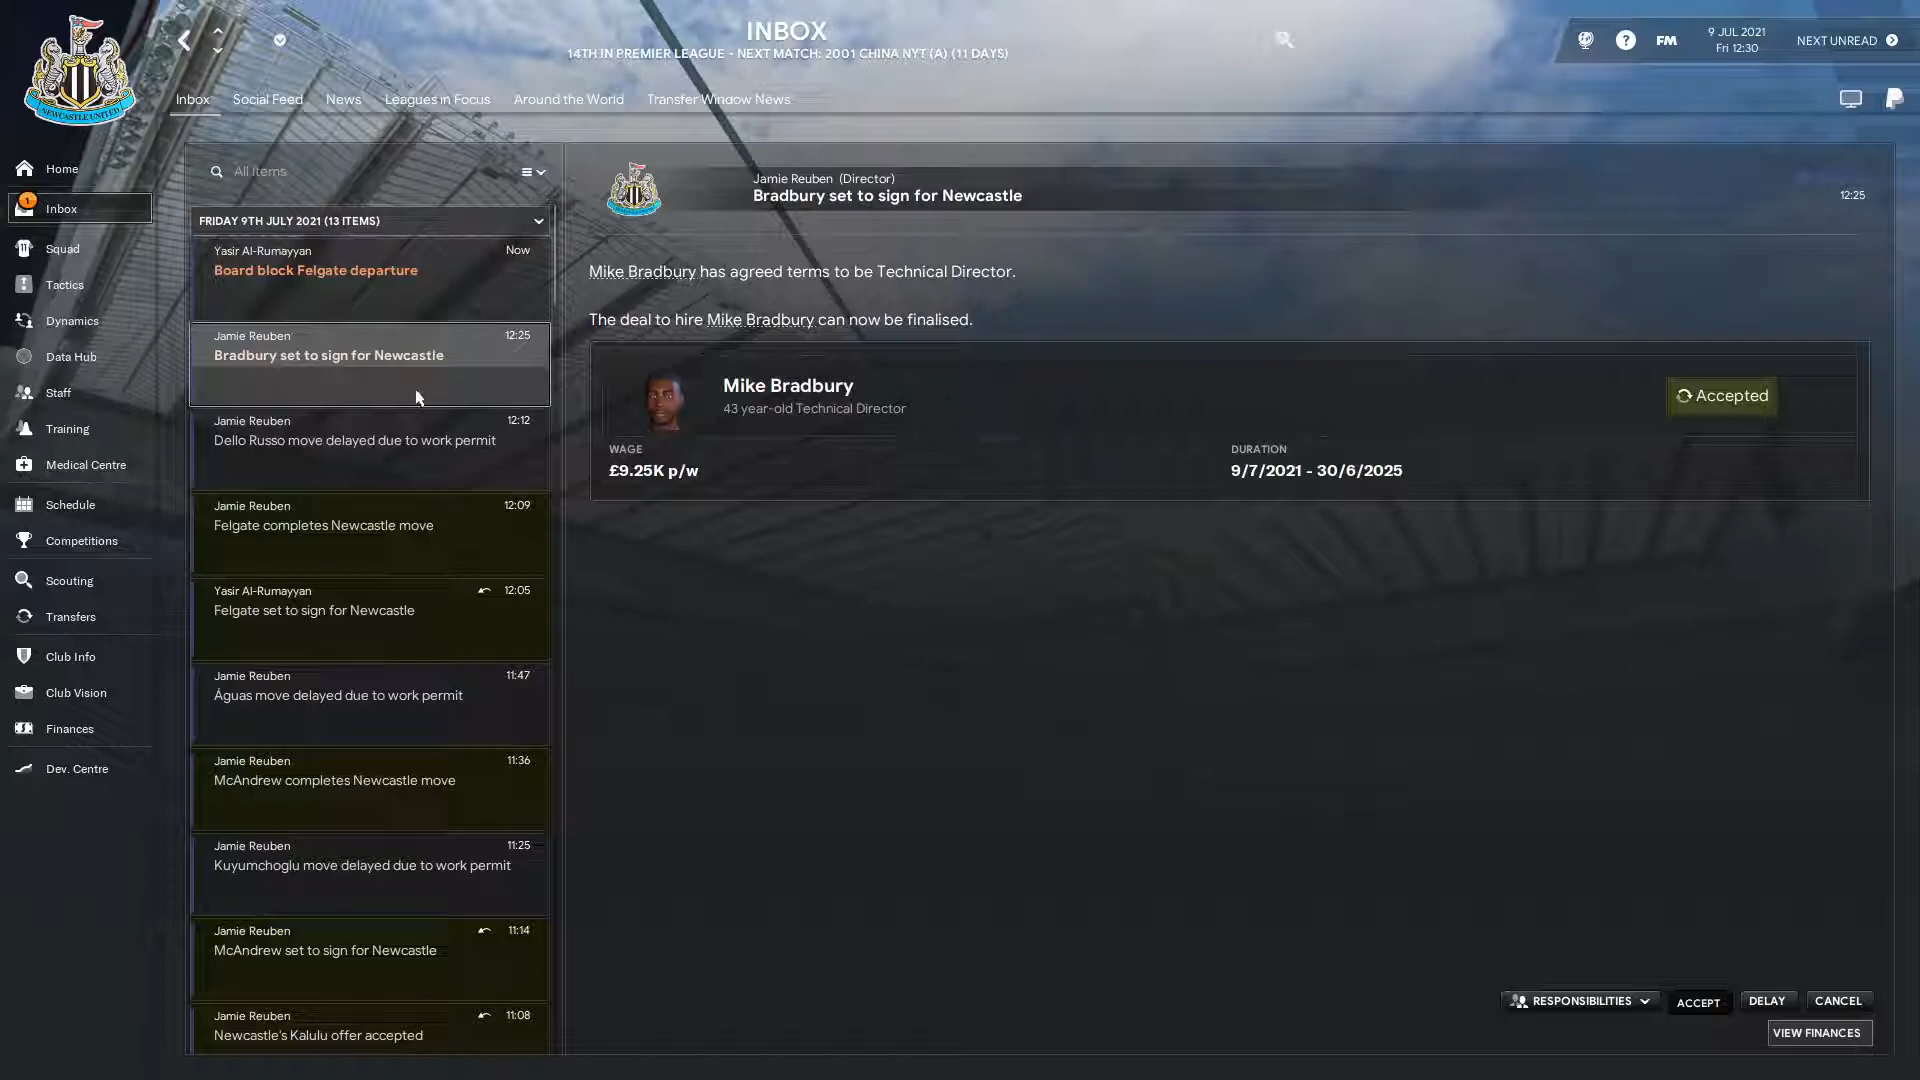 INBOX
14TH IN PREMIER LEAGUE - NEXT MATCH: 2001 CHINA NYT (A) (11 DAYS)
FM
9 JUL 2021
Fri 12:30
NEXT UNREAD
NEWCASTLE UNITED
Inbox
Social Feed
News
Leagues in Focus
Around the World
Transfer Window News
Home
1
Inbox
Squad
Tactics
Dynamics
Data Hub
Staff
Training
Medical Centre
Schedule
Competitions
Scouting
Transfers
Club Info
Club Vision
Finances
Dev. Centre
All Items
FRIDAY 9TH JULY 2021 (13 ITEMS)
Yasir Al-Rumayyan Now
Board block Felgate departure
Jamie Reuben 12:25
Bradbury set to sign for Newcastle
Jamie Reuben 12:12
Dello Russo move delayed due to work permit
Jamie Reuben 12:09
Felgate completes Newcastle move
Yasir Al-Rumayyan 12:05
Felgate set to sign for Newcastle
Jamie Reuben 11:47
Águas move delayed due to work permit
Jamie Reuben 11:36
McAndrew completes Newcastle move
Jamie Reuben 11:25
Kuyumchoglu move delayed due to work permit
Jamie Reuben 11:14
McAndrew set to sign for Newcastle
Jamie Reuben 11:08
Newcastle's Kalulu offer accepted
Jamie Reuben (Director)
Bradbury set to sign for Newcastle
12:25
Mike Bradbury has agreed terms to be Technical Director.
The deal to hire Mike Bradbury can now be finalised.
Mike Bradbury
43 year-old Technical Director
Accepted
WAGE
£9.25K p/w
DURATION
9/7/2021 - 30/6/2025
RESPONSIBILITIES
ACCEPT
DELAY
CANCEL
VIEW FINANCES